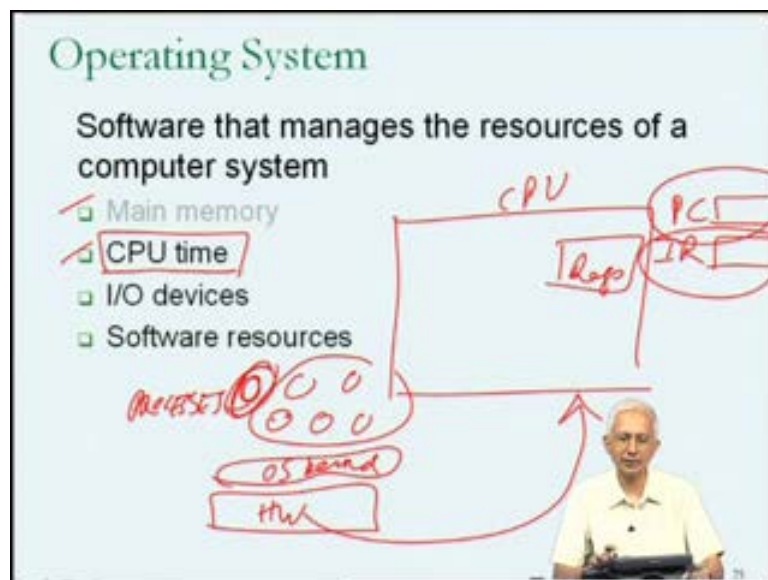 Operating System
Software that manages the resources of a
computer system
Main memory
CPU time
I/O devices
Software resources
CPU
PC
IR
Regs
PROCESSES
OS kernel
HW